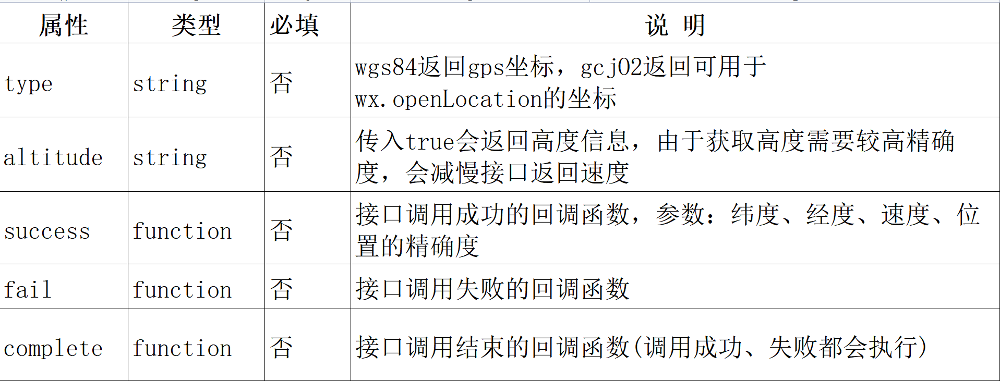 属性 类型 必填 说 明
type string 否 wgs84返回gps坐标，gcj02返回可用于
wx.openLocation的坐标
altitude string 否 传入true会返回高度信息，由于获取高度需要较高精确
度，会减慢接口返回速度
success function 否 接口调用成功的回调函数，参数：纬度、经度、速度、位
置的精确度
fail function 否 接口调用失败的回调函数
complete function 否 接口调用结束的回调函数(调用成功、失败都会执行)